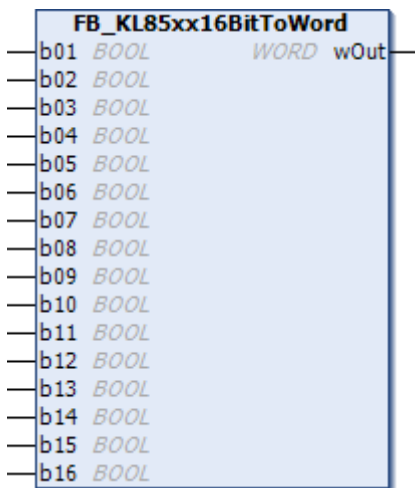 FB_KL85xx16BitToWord
b01 BOOL WORD wOut
b02 BOOL
b03 BOOL
b04 BOOL
b05 BOOL
b06 BOOL
b07 BOOL
b08 BOOL
b09 BOOL
b10 BOOL
b11 BOOL
b12 BOOL
b13 BOOL
b14 BOOL
b15 BOOL
b16 BOOL